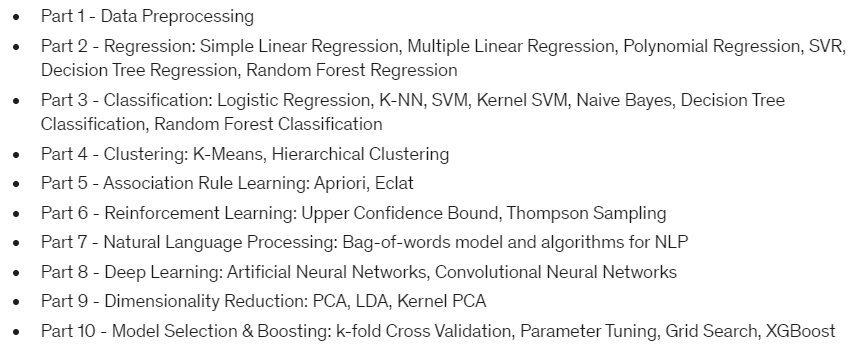 • Part 1 - Data Preprocessing
• Part 2 - Regression: Simple Linear Regression, Multiple Linear Regression, Polynomial Regression, SVR,
Decision Tree Regression, Random Forest Regression
• Part 3 - Classification: Logistic Regression, K-NN, SVM, Kernel SVM, Naive Bayes, Decision Tree
Classification, Random Forest Classification
• Part 4 - Clustering: K-Means, Hierarchical Clustering
• Part 5 - Association Rule Learning: Apriori, Eclat
• Part 6 - Reinforcement Learning: Upper Confidence Bound, Thompson Sampling
• Part 7 - Natural Language Processing: Bag-of-words model and algorithms for NLP
• Part 8 - Deep Learning: Artificial Neural Networks, Convolutional Neural Networks
• Part 9 - Dimensionality Reduction: PCA, LDA, Kernel PCA
• Part 10 - Model Selection & Boosting: k-fold Cross Validation, Parameter Tuning, Grid Search, XGBoost